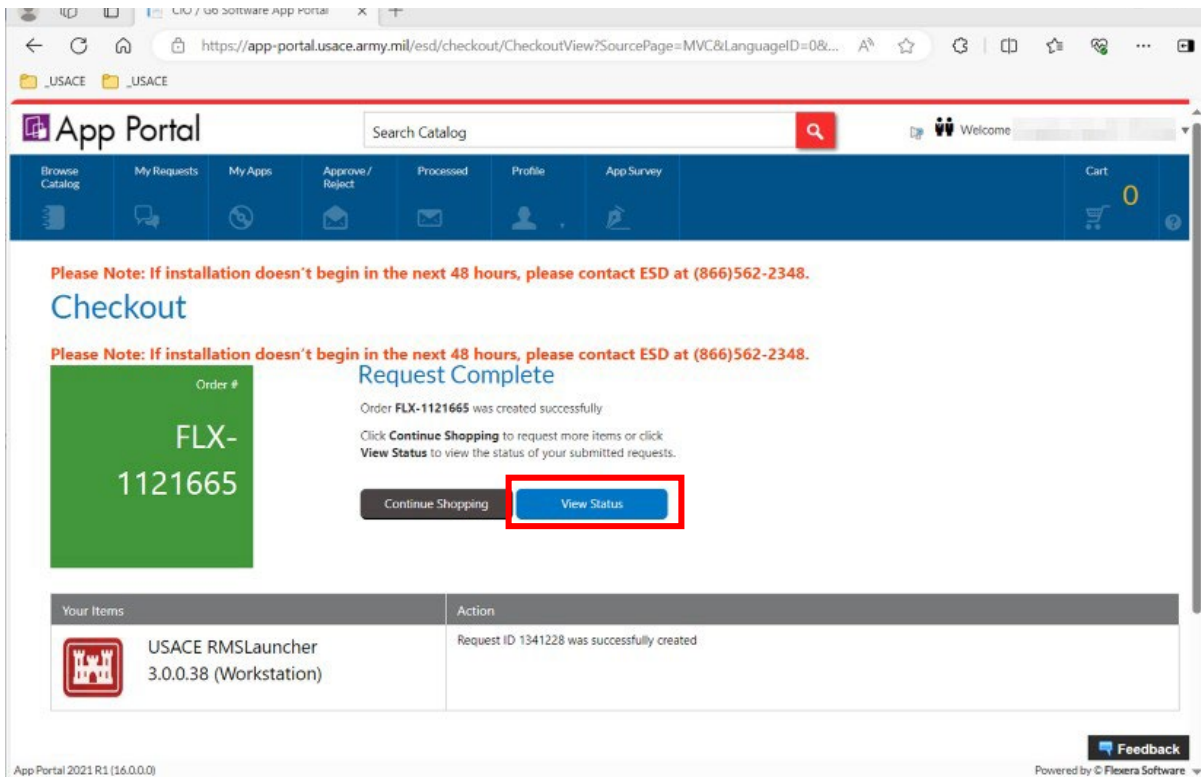 CIO / G6 Software App Portal
https://app-portal.usace.army.mil/esd/checkout/CheckoutView?SourcePage=MVC&LanguageID=0&...
_USACE _USACE
App Portal
Search Catalog
Welcome
Browse Catalog
My Requests
My Apps
Approve / Reject
Processed
Profile
App Survey
Cart
0
Please Note: If installation doesn't begin in the next 48 hours, please contact ESD at (866)562-2348.
Checkout
Please Note: If installation doesn't begin in the next 48 hours, please contact ESD at (866)562-2348.
Order #
FLX-
1121665
Request Complete
Order FLX-1121665 was created successfully
Click Continue Shopping to request more items or click
View Status to view the status of your submitted requests.
Continue Shopping
View Status
Your Items
Action
USACE RMSLauncher
3.0.0.38 (Workstation)
Request ID 1341228 was successfully created
Feedback
App Portal 2021 R1 (16.0.0.0)
Powered by © Flexera Software